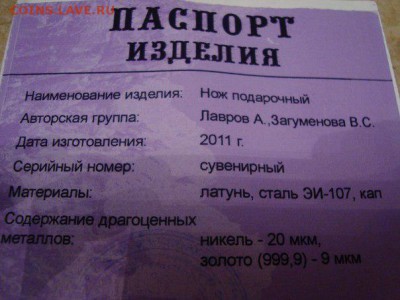 COINS.LAVE.RU
ПАСПОРТ
ИЗДЕЛИЯ
Наименование изделия: Нож подарочный
Авторская группа: Лавров А.,Загуменова В.С.
Дата изготовления: 2011 г.
Серийный номер: сувенирный
Материалы: латунь, сталь ЭИ-107, кап
Содержание драгоценных
металлов: никель - 20 мкм,
золото (999,9) - 9 мкм